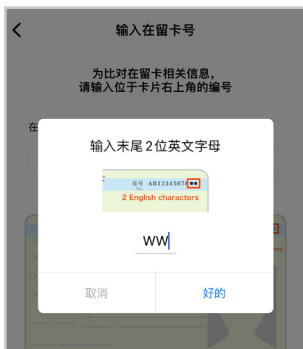 输入在留卡号
为比对在留卡相关信息，
请输入位于卡片右上角的编号
在
输入末尾2位英文字母
番号 AB12345678
2 English characters
WW
取消
好的